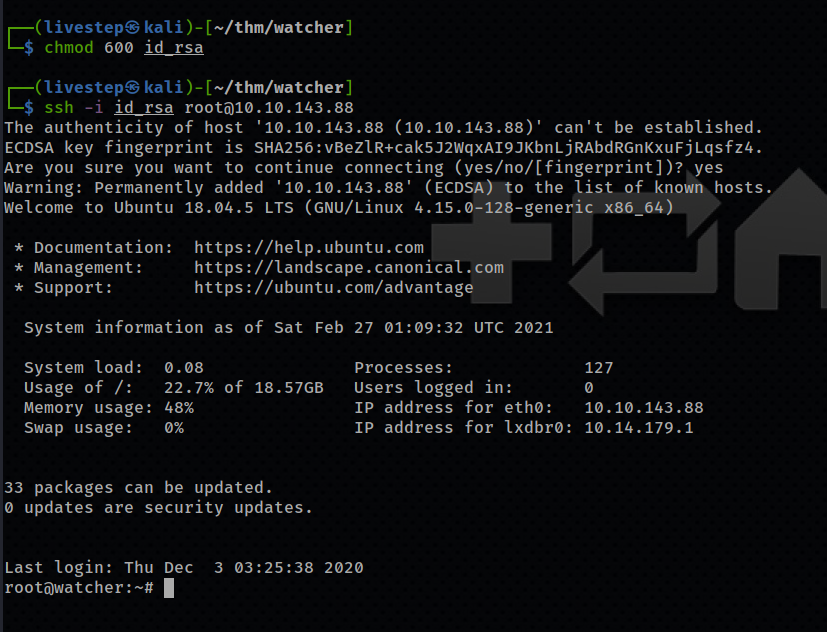 ┌──(livestep㉿kali)-[~/thm/watcher]
└─$ chmod 600 id_rsa
┌──(livestep㉿kali)-[~/thm/watcher]
└─$ ssh -i id_rsa root@10.10.143.88
The authenticity of host '10.10.143.88 (10.10.143.88)' can't be established.
ECDSA key fingerprint is SHA256:vBeZlR+cak5J2WqxAI9JKbnLjRAbdRGnKxuFjLqsfz4.
Are you sure you want to continue connecting (yes/no/[fingerprint])? yes
Warning: Permanently added '10.10.143.88' (ECDSA) to the list of known hosts.
Welcome to Ubuntu 18.04.5 LTS (GNU/Linux 4.15.0-128-generic x86_64)
 * Documentation:  https://help.ubuntu.com
 * Management:     https://landscape.canonical.com
 * Support:        https://ubuntu.com/advantage
  System information as of Sat Feb 27 01:09:32 UTC 2021
  System load:  0.08               Processes:             127
  Usage of /:   22.7% of 18.57GB   Users logged in:       0
  Memory usage: 48%                IP address for eth0:   10.10.143.88
  Swap usage:   0%                 IP address for lxdbr0: 10.14.179.1
33 packages can be updated.
0 updates are security updates.
Last login: Thu Dec  3 03:25:38 2020
root@watcher:~#